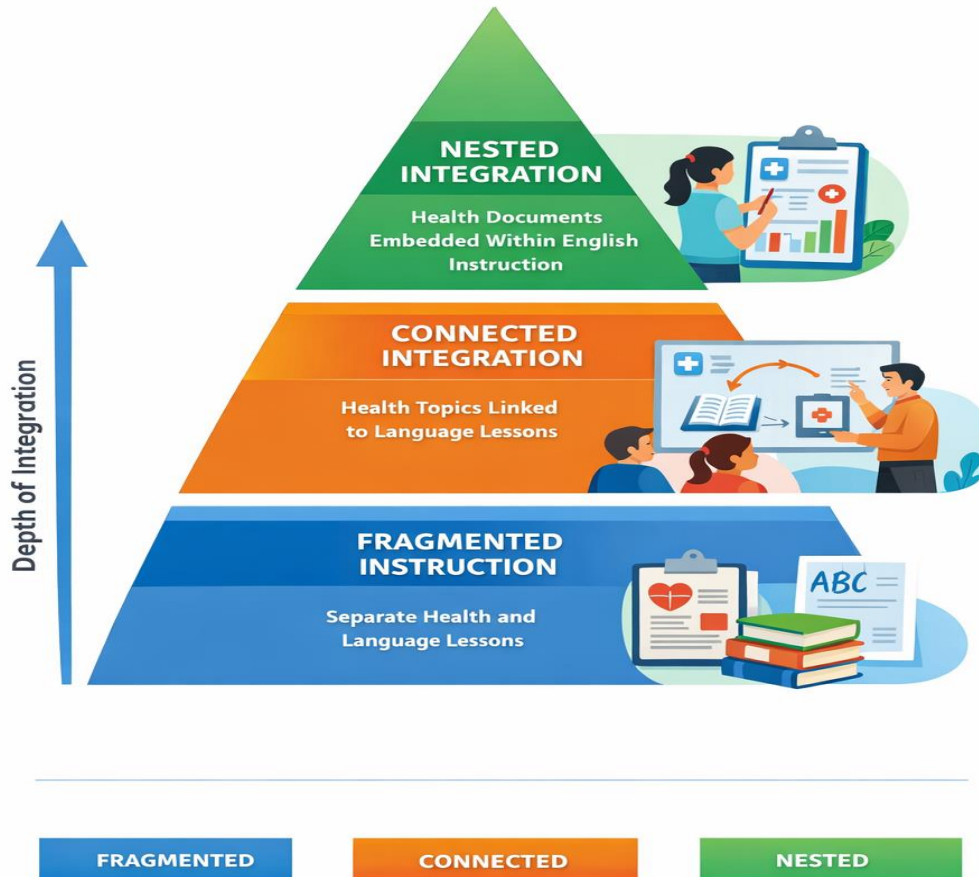 NESTED
INTEGRATION
Health Documents
Embedded Within English
Instruction
CONNECTED
INTEGRATION
Health Topics Linked
to Language Lessons
FRAGMENTED
INSTRUCTION
Separate Health and
Language Lessons
ABC
Depth of Integration
FRAGMENTED
CONNECTED
NESTED